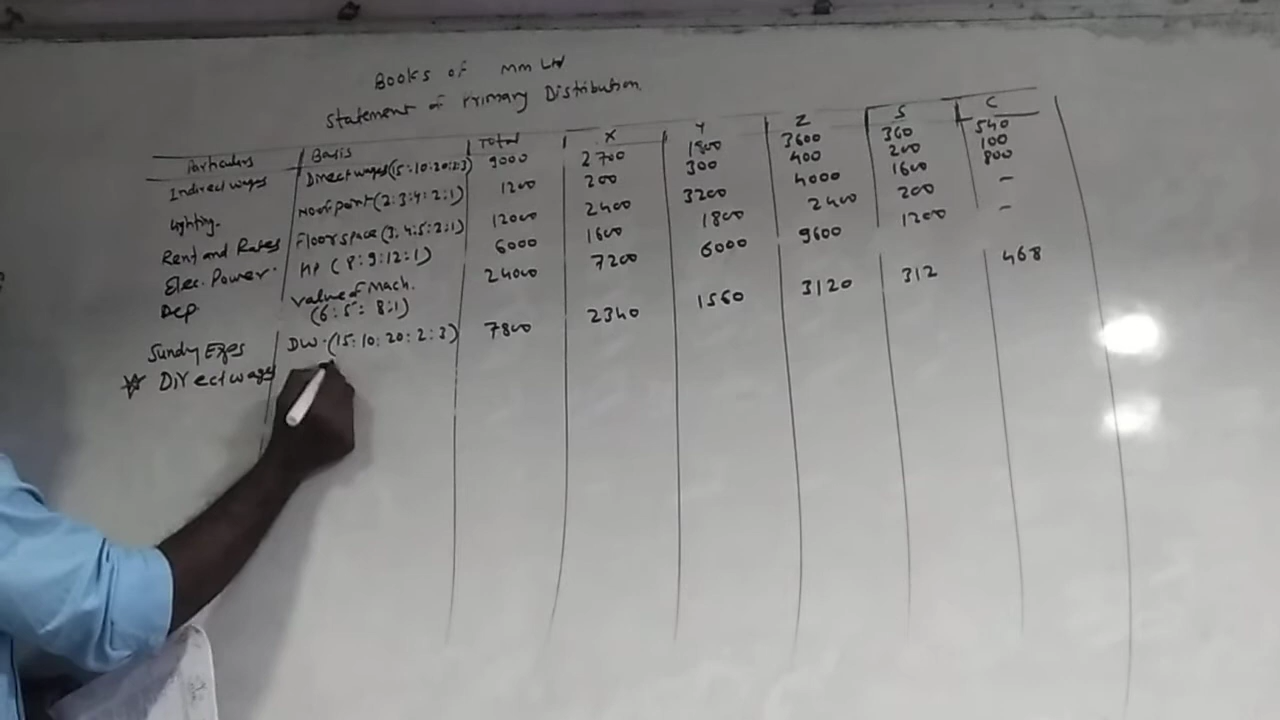 Books of MM Ltd
Statement of Primary Distribution.
Particulars Basis Total X Y Z S C
Indirect wages Direct wages (15:10:20:2:3) 9000 2700 1800 3600 360 540
Lighting. No of point (2:3:4:2:1) 1200 200 300 400 200 100
Rent and Rates Floor space (3:4:5:2:1) 12000 2400 3200 4000 1600 800
Elec. Power. HP (8:9:12:1) 6000 1600 1800 2400 200 -
Dep Value of Mach. 24000 7200 6000 9600 1200 -
(6:5:8:1)
Sundry Exps DW. (15:10:20:2:3) 7800 2340 1560 3120 312 468
☆ Direct wages